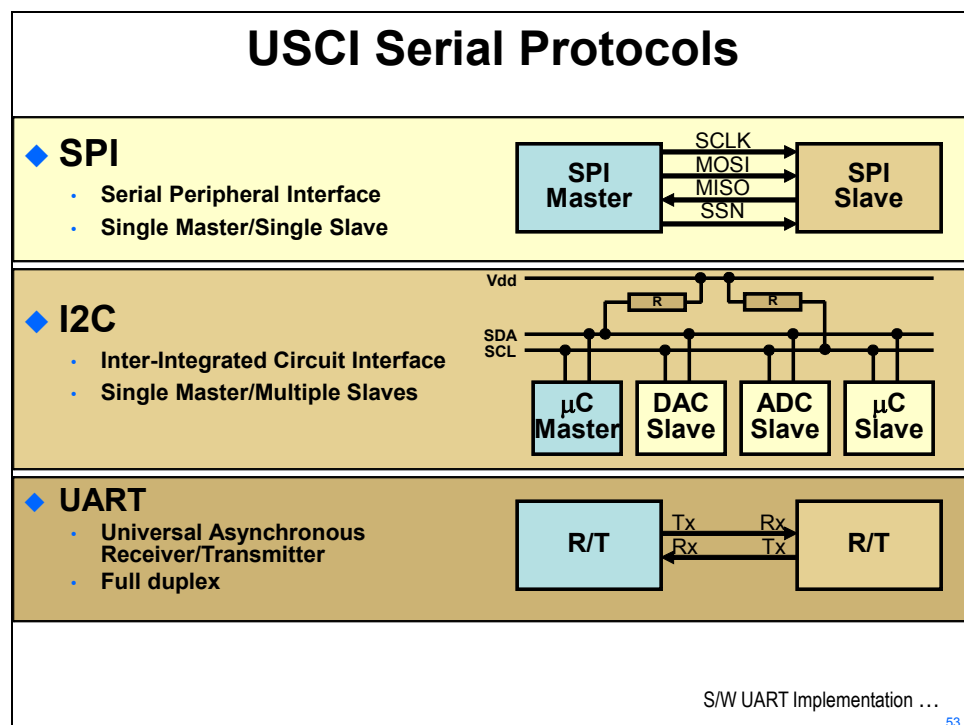 USCI Serial Protocols
SPI
• Serial Peripheral Interface
• Single Master/Single Slave
SPI
Master
SCLK
MOSI
MISO
SSN
SPI
Slave
I2C
• Inter-Integrated Circuit Interface
• Single Master/Multiple Slaves
Vdd
R
R
SDA
SCL
μC
Master
DAC
Slave
ADC
Slave
μC
Slave
UART
• Universal Asynchronous
Receiver/Transmitter
• Full duplex
R/T
Tx Rx
Rx Tx
R/T
S/W UART Implementation …
53